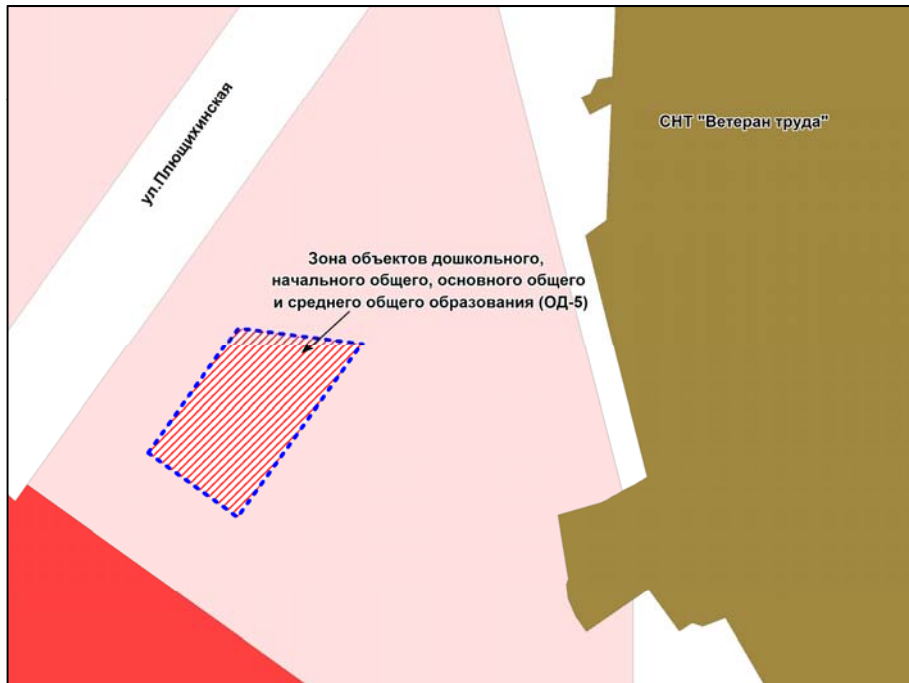 СНТ "Ветеран труда"
ул.Плющихинская
Зона объектов дошкольного,
начального общего, основного общего
и среднего общего образования (ОД-5)